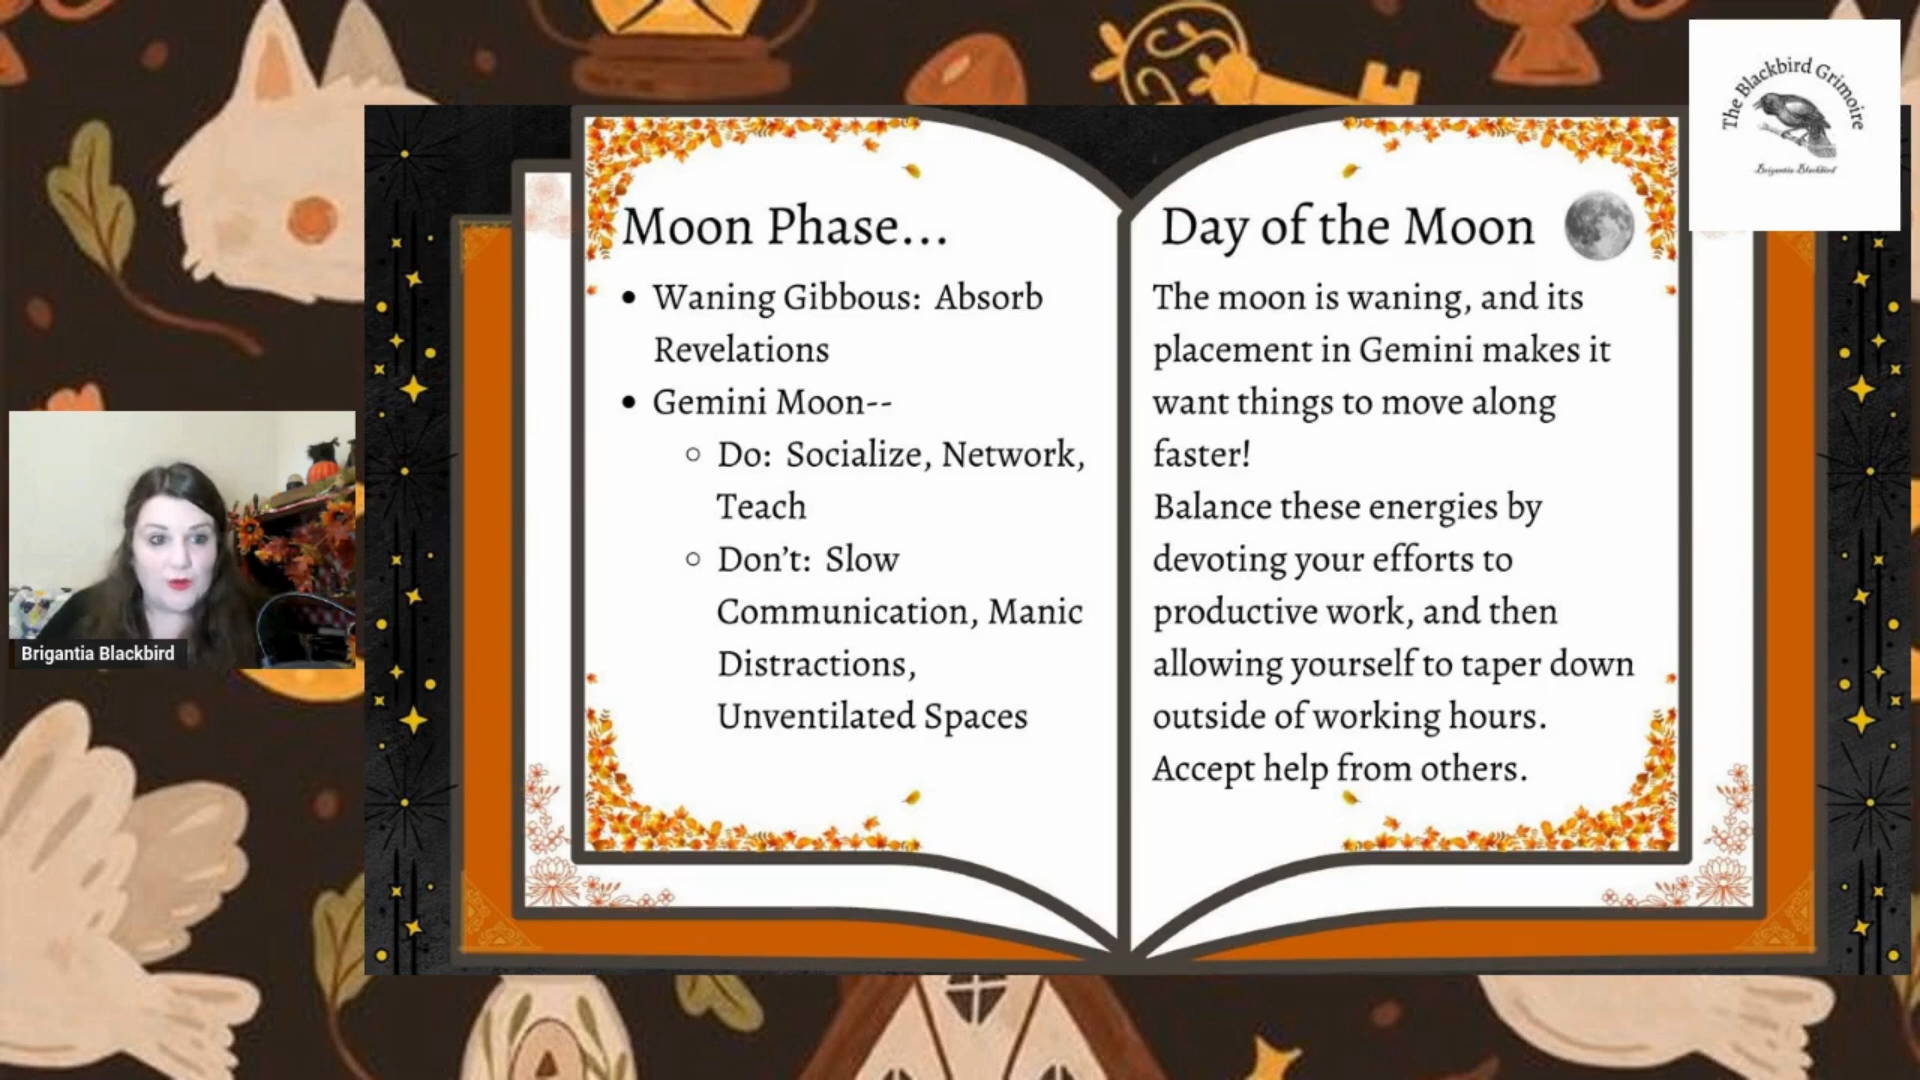 The Blackbird Grimoire
Brigantia Blackbird
Moon Phase...
• Waning Gibbous: Absorb
Revelations
• Gemini Moon--
○ Do: Socialize, Network,
Teach
○ Don't: Slow
Communication, Manic
Distractions,
Unventilated Spaces
Day of the Moon
The moon is waning, and its
placement in Gemini makes it
want things to move along
faster!
Balance these energies by
devoting your efforts to
productive work, and then
allowing yourself to taper down
outside of working hours.
Accept help from others.
Brigantia Blackbird